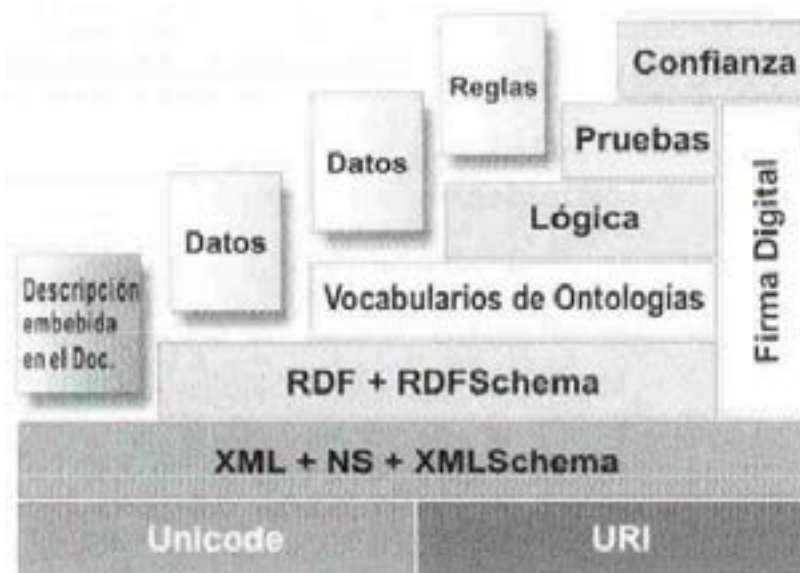 Confianza
Reglas
Pruebas
Datos
Lógica
Datos
Firma Digital
Vocabularios de Ontologías
Descripción
embebida
en el Doc.
RDF + RDFSchema
XML + NS + XMLSchema
Unicode
URI